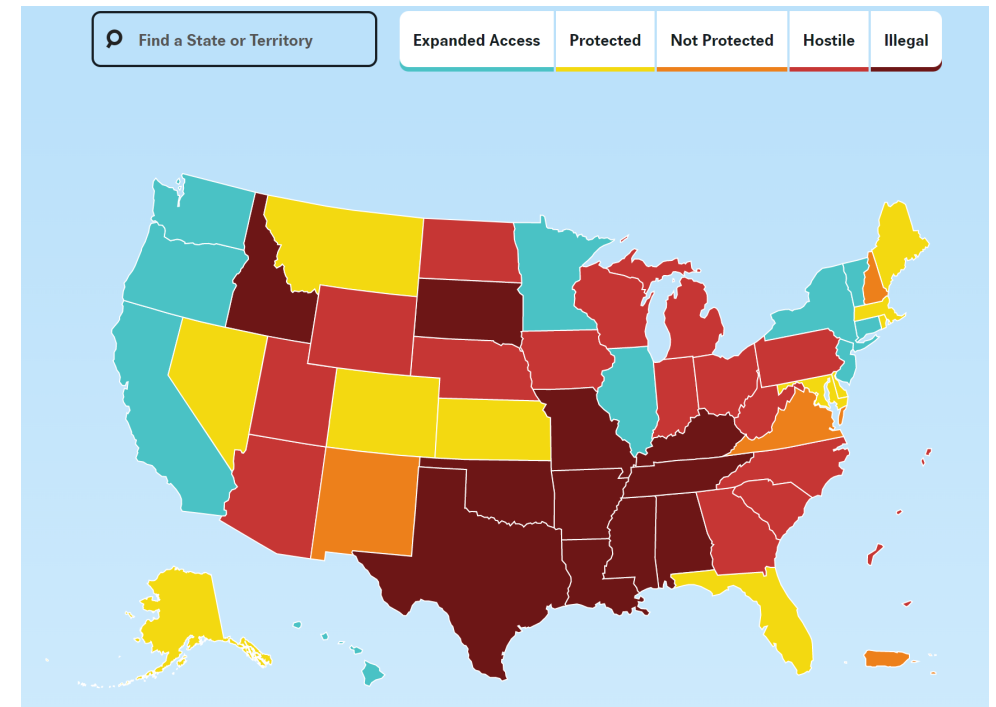 Find a State or Territory
Expanded Access Protected Not Protected Hostile Illegal